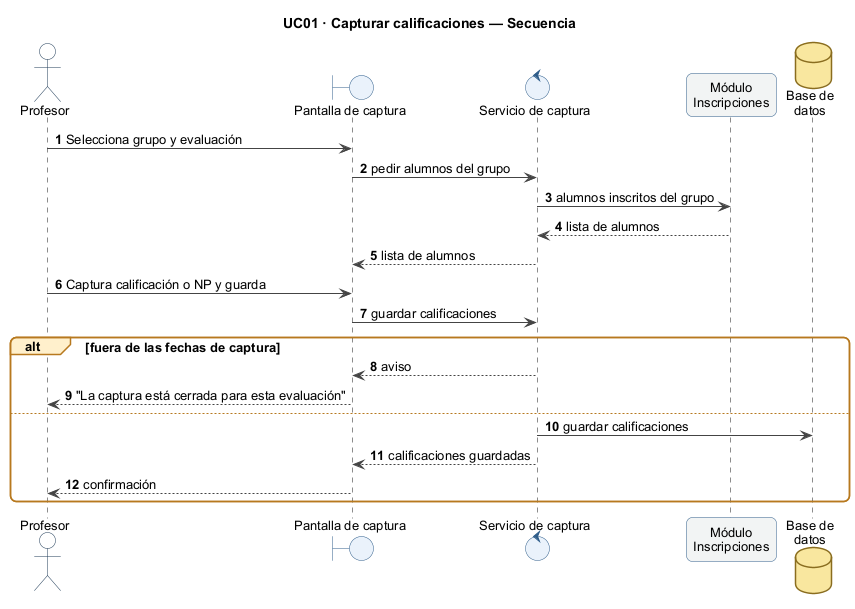 UC01 · Capturar calificaciones — Secuencia
Profesor
Pantalla de captura
Servicio de captura
Módulo
Inscripciones
Base de
datos
1 Selecciona grupo y evaluación
2 pedir alumnos del grupo
3 alumnos inscritos del grupo
4 lista de alumnos
5 lista de alumnos
6 Captura calificación o NP y guarda
7 guardar calificaciones
alt [fuera de las fechas de captura]
8 aviso
9 "La captura está cerrada para esta evaluación"
10 guardar calificaciones
11 calificaciones guardadas
12 confirmación
Profesor
Pantalla de captura
Servicio de captura
Módulo
Inscripciones
Base de
datos